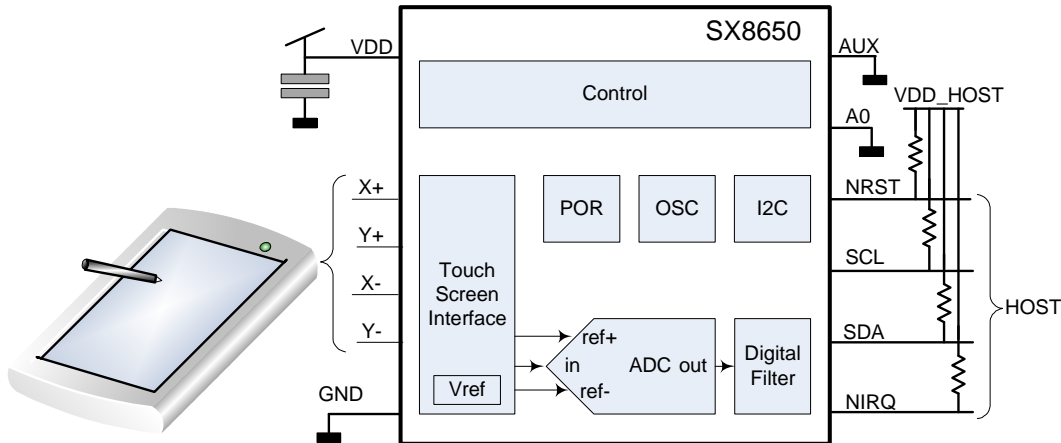 SX8650
VDD
AUX
Control
VDD_HOST
A0
X+
NRST
POR
OSC
I2C
Y+
Touch
Screen
Interface
SCL
X-
HOST
Y-
ref+
SDA
in
ADC out
Digital
Filter
ref-
Vref
GND
NIRQ